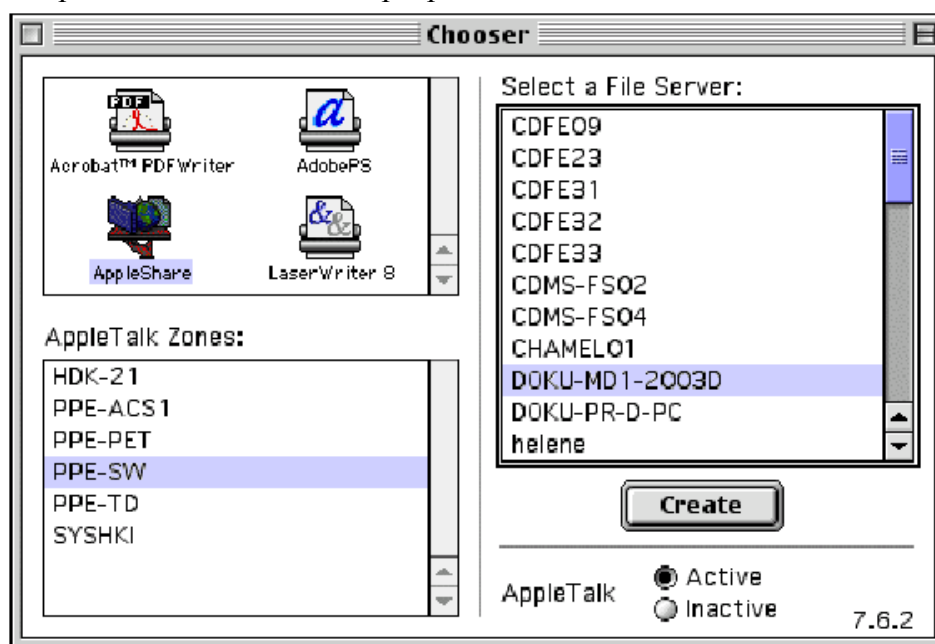 Chooser
Acrobat™ PDFWriter
AdobePS
AppleShare
LaserWriter 8
AppleTalk Zones:
HDK-21
PPE-ACS1
PPE-PET
PPE-SW
PPE-TD
SYSHKI
Select a File Server:
CDFE09
CDFE23
CDFE31
CDFE32
CDFE33
CDMS-FS02
CDMS-FS04
CHAMEL01
DOKU-MD1-2003D
DOKU-PR-D-PC
helene
Create
AppleTalk
Active
Inactive
7.6.2